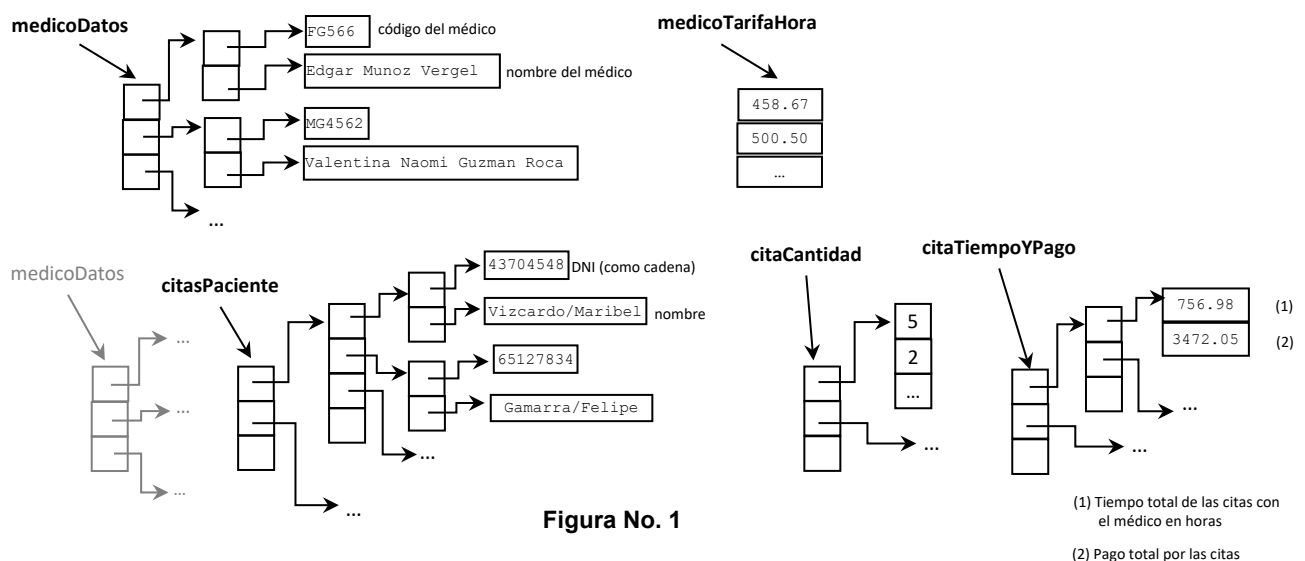 medicoDatos
FG566
código del médico
Edgar Munoz Vergel
nombre del médico
MG4562
Valentina Naomi Guzman Roca
...
medicoTarifaHora
458.67
500.50
...
medicoDatos
...
...
...
citasPaciente
43704548
DNI (como cadena)
Vizcardo/Maribel
nombre
65127834
Gamarra/Felipe
...
...
citaCantidad
5
2
...
...
citaTiempoYPago
756.98
(1)
3472.05
(2)
...
...
Figura No. 1
(1) Tiempo total de las citas con
el médico en horas
(2) Pago total por las citas